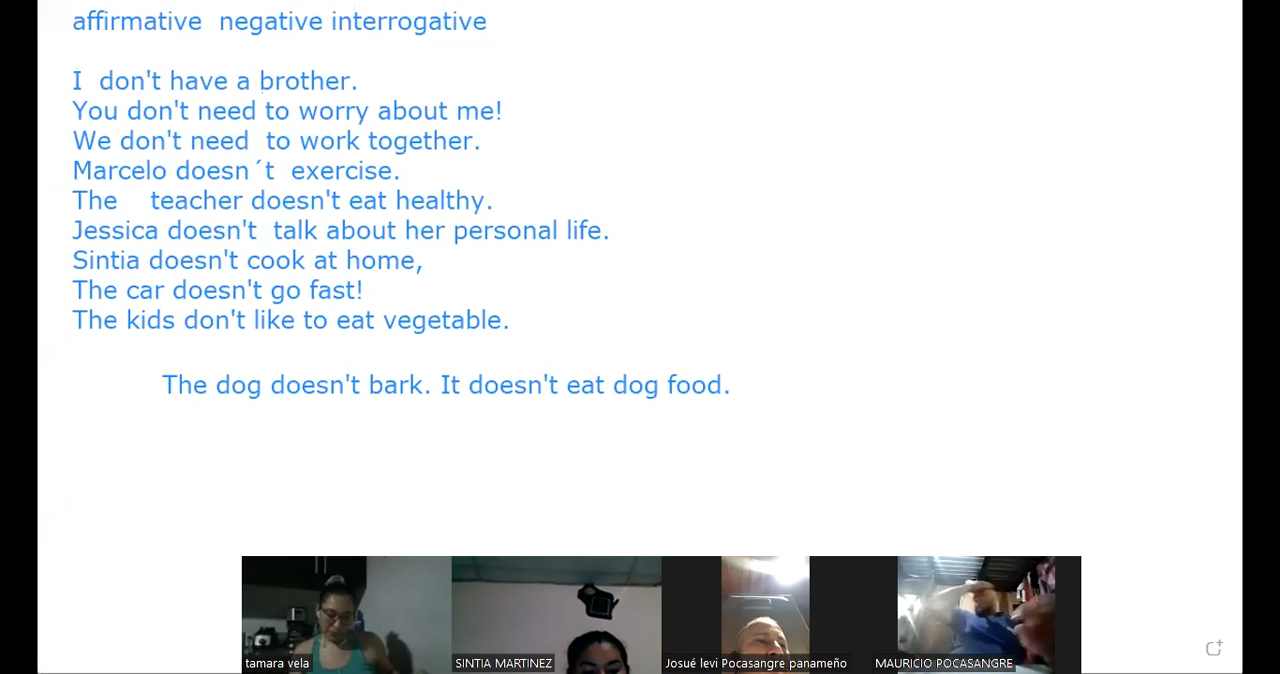 affirmative  negative interrogative
I  don't have a brother.
You don't need to worry about me!
We don't need  to work together.
Marcelo doesn´t  exercise.
The    teacher doesn't eat healthy.
Jessica doesn't  talk about her personal life.
Sintia doesn't cook at home,
The car doesn't go fast!
The kids don't like to eat vegetable.
The dog doesn't bark. It doesn't eat dog food.
tamara vela
SINTIA MARTINEZ
Josué levi Pocasangre panameño
MAURICIO POCASANGRE